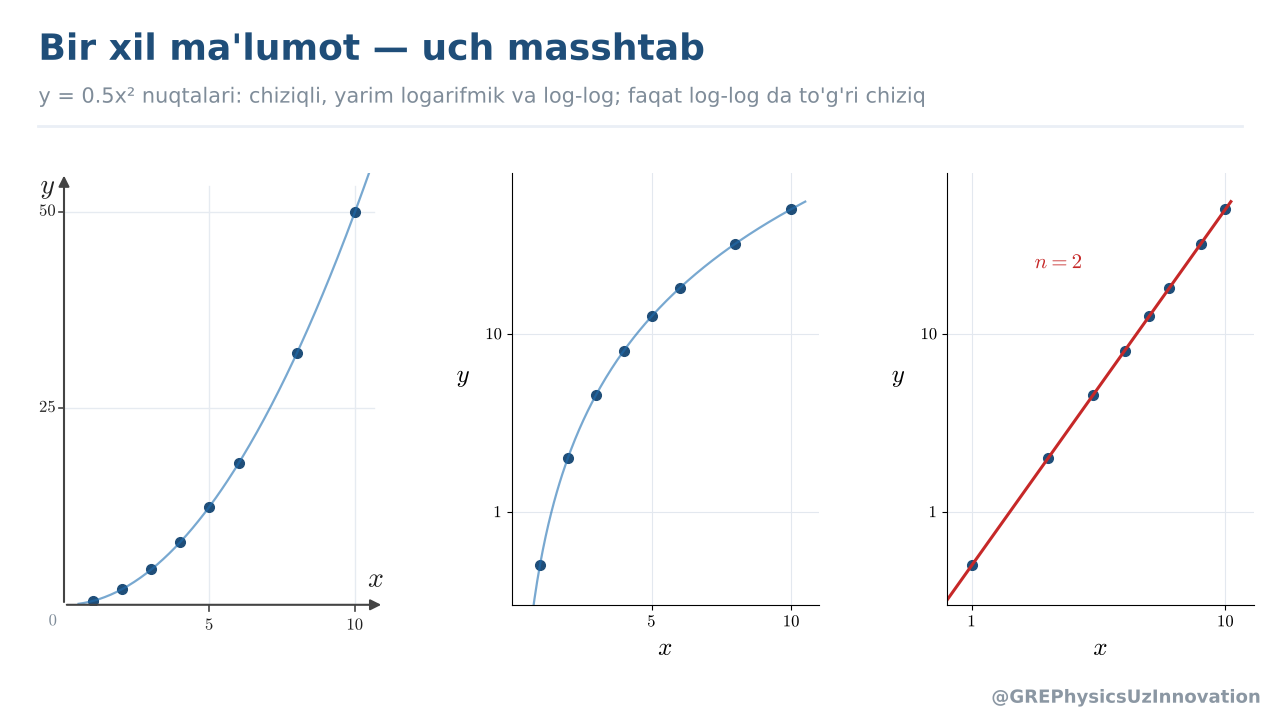 Bir xil ma'lumot — uch masshtab
y = 0.5x² nuqtalari: chiziqli, yarim logarifmik va log-log; faqat log-log da to'g'ri chiziq
y
50
25
0
5
10
x
y
10
1
5
10
x
y
10
1
n = 2
1
10
x
@GREPhysicsUzInnovation